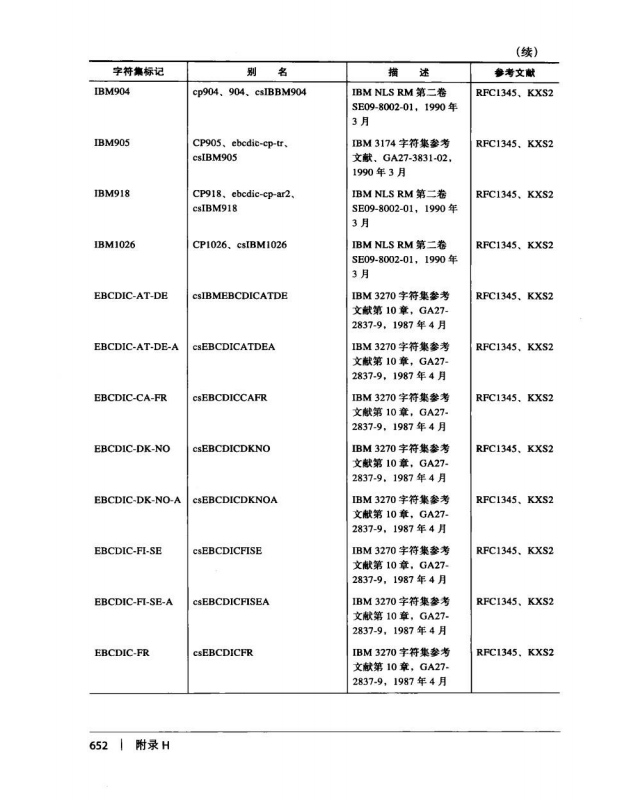 (续)
字符集标记 别 名 描 述 参考文献
IBM904 cp904、904、csIBBM904 IBM NLS RM 第二卷 RFC1345、KXS2
SE09-8002-01，1990 年
3 月
IBM905 CP905、ebcdic-cp-tr、 IBM 3174 字符集参考 RFC1345、KXS2
csIBM905 文献、GA27-3831-02，
1990 年 3 月
IBM918 CP918、ebcdic-cp-ar2、 IBM NLS RM 第二卷 RFC1345、KXS2
csIBM918 SE09-8002-01，1990 年
3 月
IBM1026 CP1026、csIBM1026 IBM NLS RM 第二卷 RFC1345、KXS2
SE09-8002-01，1990 年
3 月
EBCDIC-AT-DE csIBMEBCDICATDE IBM 3270 字符集参考 RFC1345、KXS2
文献第 10 章，GA27-
2837-9，1987 年 4 月
EBCDIC-AT-DE-A csEBCDICATDEA IBM 3270 字符集参考 RFC1345、KXS2
文献第 10 章，GA27-
2837-9，1987 年 4 月
EBCDIC-CA-FR csEBCDICCAFR IBM 3270 字符集参考 RFC1345、KXS2
文献第 10 章，GA27-
2837-9，1987 年 4 月
EBCDIC-DK-NO csEBCDICDKNO IBM 3270 字符集参考 RFC1345、KXS2
文献第 10 章，GA27-
2837-9，1987 年 4 月
EBCDIC-DK-NO-A csEBCDICDKNOA IBM 3270 字符集参考 RFC1345、KXS2
文献第 10 章，GA27-
2837-9，1987 年 4 月
EBCDIC-FI-SE csEBCDICFISE IBM 3270 字符集参考 RFC1345、KXS2
文献第 10 章，GA27-
2837-9，1987 年 4 月
EBCDIC-FI-SE-A csEBCDICFISEA IBM 3270 字符集参考 RFC1345、KXS2
文献第 10 章，GA27-
2837-9，1987 年 4 月
EBCDIC-FR csEBCDICFR IBM 3270 字符集参考 RFC1345、KXS2
文献第 10 章，GA27-
2837-9，1987 年 4 月
652 | 附录 H